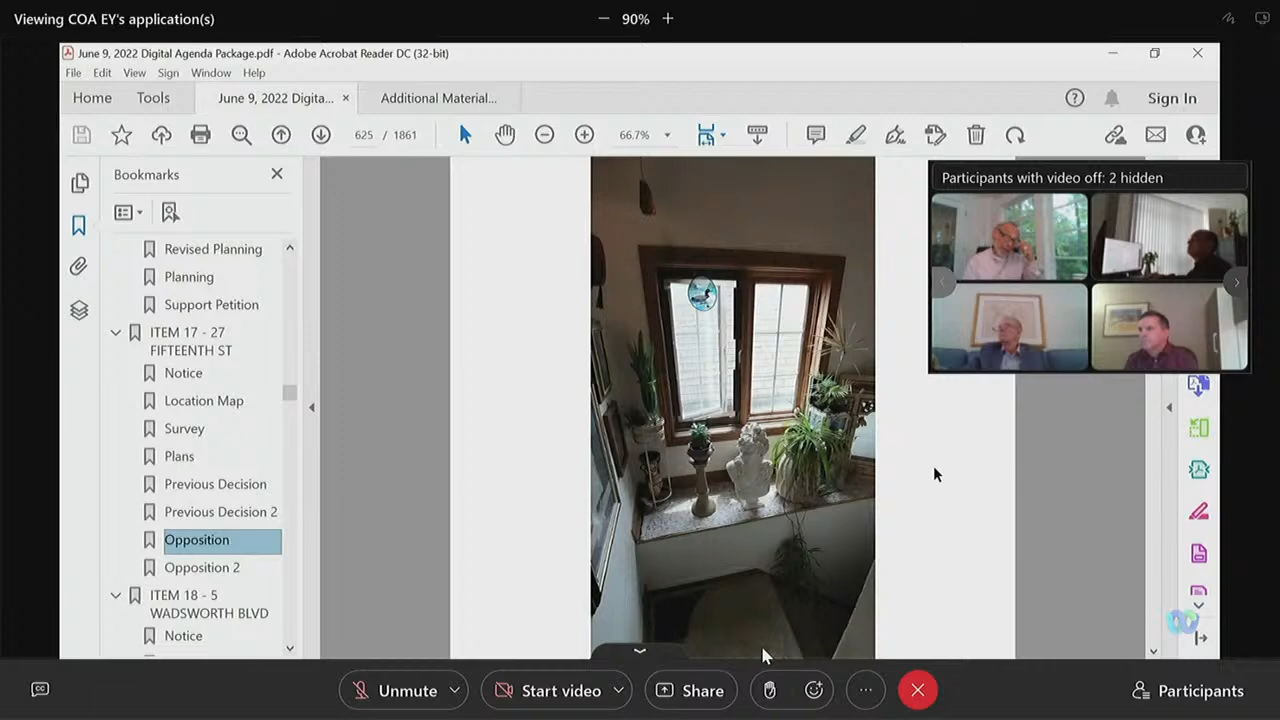 Viewing COA EY's application(s)
90%
June 9, 2022 Digital Agenda Package.pdf - Adobe Acrobat Reader DC (32-bit)
File Edit View Sign Window Help
Home Tools June 9, 2022 Digita... Additional Material... Sign In
625 / 1861 66.7%
Bookmarks
Participants with video off: 2 hidden
Revised Planning
Planning
Support Petition
ITEM 17 - 27
FIFTEENTH ST
Notice
Location Map
Survey
Plans
Previous Decision
Previous Decision 2
Opposition
Opposition 2
ITEM 18 - 5
WADSWORTH BLVD
Notice
Unmute Start video Share Participants